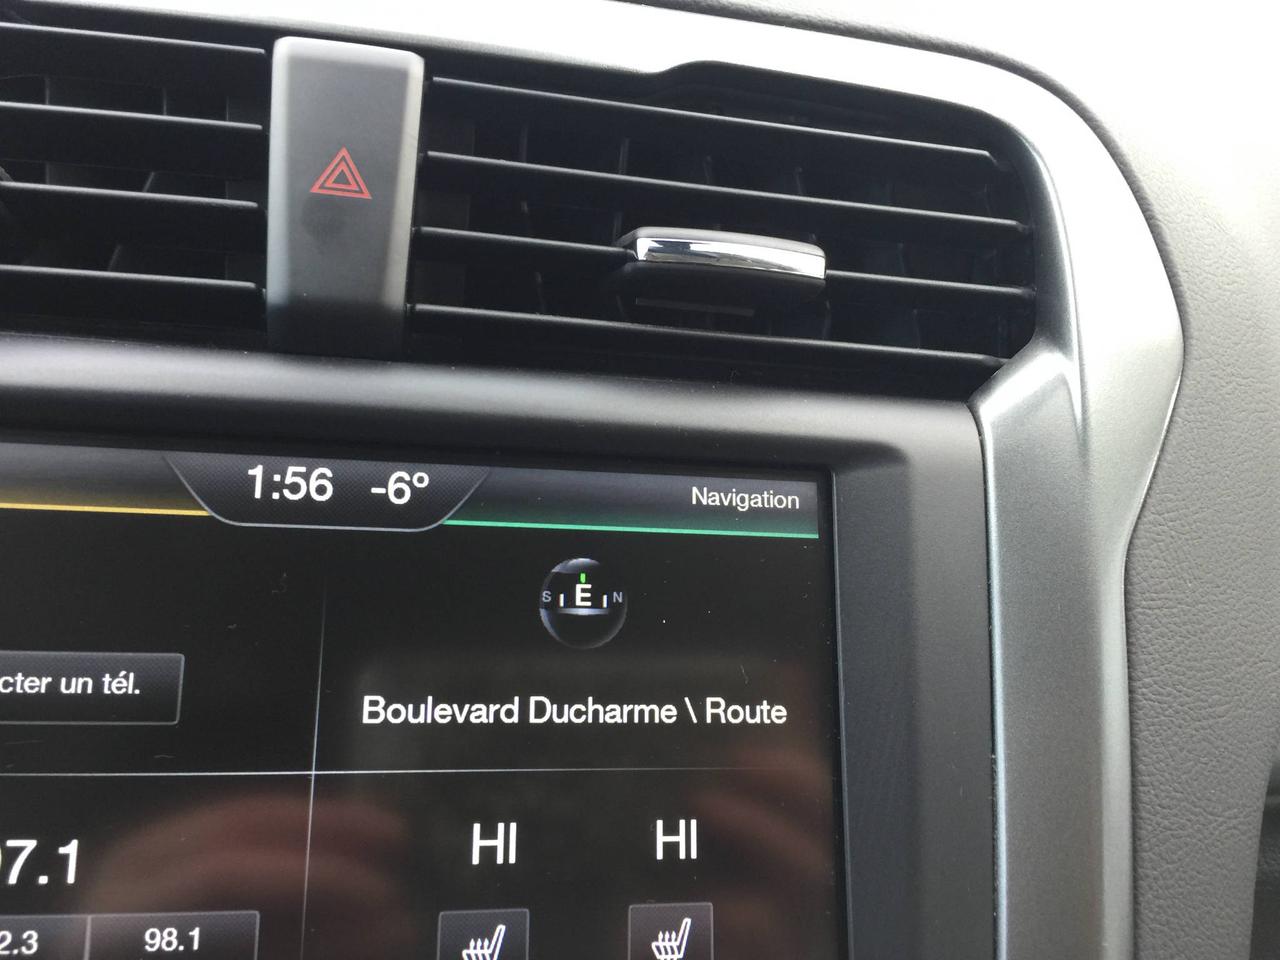 1:56 -6°
Navigation
S E N
cter un tél.
Boulevard Ducharme \ Route
7.1
HI HI
2.3 98.1